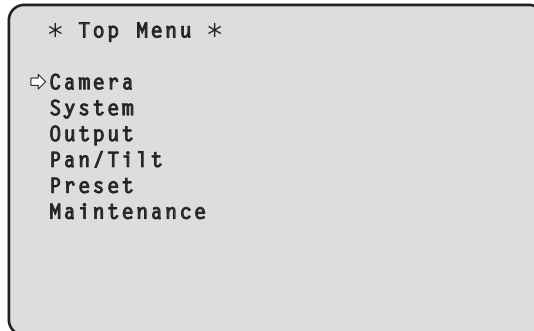 * Top Menu *
⇨Camera
System
Output
Pan/Tilt
Preset
Maintenance